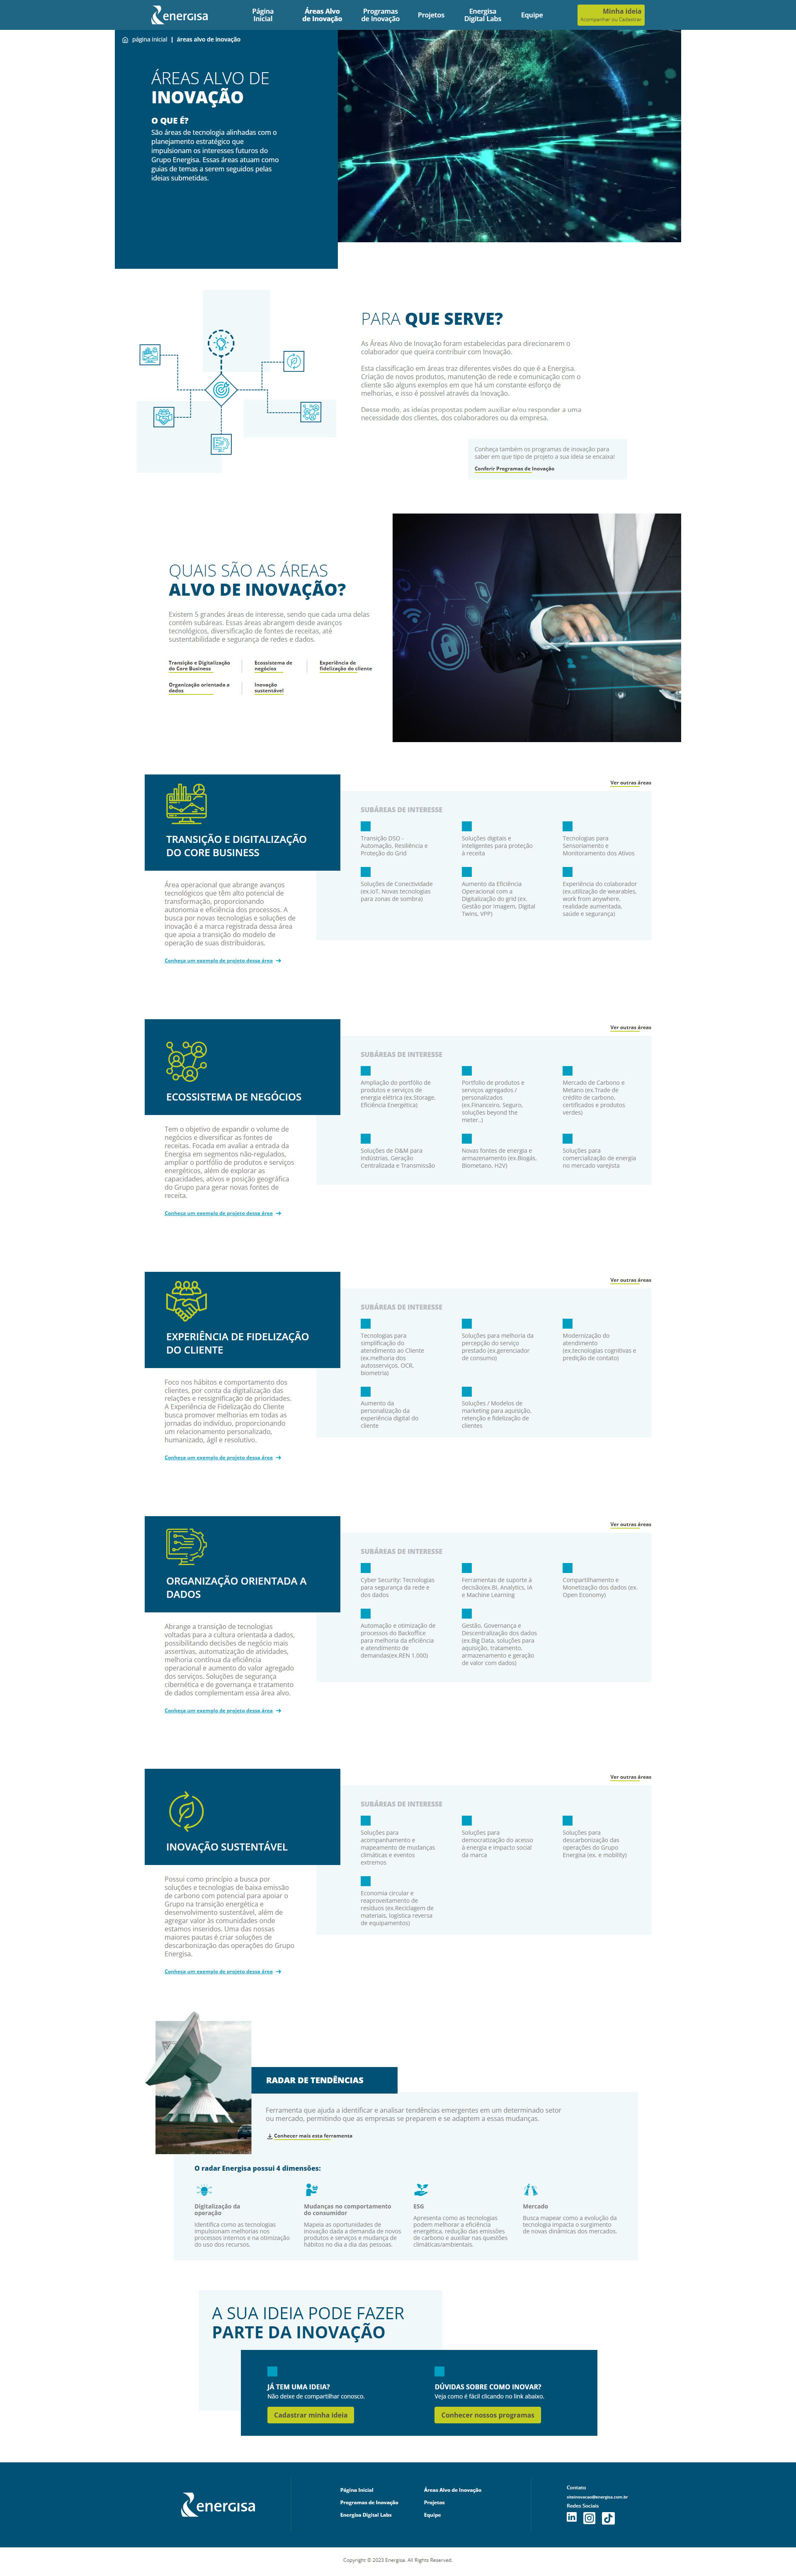 energisa
Página
Inicial
Áreas Alvo
de Inovação
Programas
de Inovação
Projetos
Energisa
Digital Labs
Equipe
Minha ideia
Acompanhar ou Cadastrar
página inicial | áreas alvo de inovação
ÁREAS ALVO DE
INOVAÇÃO
O QUE É?
São áreas de tecnologia alinhadas com o
planejamento estratégico que
impulsionam os interesses futuros do
Grupo Energisa. Essas áreas atuam como
guias de temas a serem seguidos pelas
ideias submetidas.
PARA QUE SERVE?
As Áreas Alvo de Inovação foram estabelecidas para direcionarem o
colaborador que queira contribuir com Inovação.
Esta classificação em áreas traz diferentes visões do que é a Energisa.
Criação de novos produtos, manutenção de rede e comunicação com o
cliente são alguns exemplos em que há um constante esforço de
melhorias, e isso é possível através da Inovação.
Desse modo, as ideias propostas podem auxiliar e/ou responder a uma
necessidade dos clientes, dos colaboradores ou da empresa.
Conheça também os programas de inovação para
saber em que tipo de projeto a sua ideia se encaixa!
Conferir Programas de Inovação
QUAIS SÃO AS ÁREAS
ALVO DE INOVAÇÃO?
Existem 5 grandes áreas de interesse, sendo que cada uma delas
contém subáreas. Essas áreas abrangem desde avanços
tecnológicos, diversificação de fontes de receitas, até
sustentabilidade e segurança de redes e dados.
Transição e Digitalização
do Core Business
Ecossistema de
negócios
Experiência de
fidelização do cliente
Organização orientada a
dados
Inovação
sustentável
Ver outras áreas
TRANSIÇÃO E DIGITALIZAÇÃO
DO CORE BUSINESS
Área operacional que abrange avanços
tecnológicos que têm alto potencial de
transformação, proporcionando
autonomia e eficiência dos processos. A
busca por novas tecnologias e soluções de
inovação é a marca registrada dessa área
que apoia a transição do modelo de
operação de suas distribuidoras.
Conheça um exemplo de projeto dessa área →
SUBÁREAS DE INTERESSE
Transição DSO -
Automação, Resiliência e
Proteção do Grid
Soluções digitais e
inteligentes para proteção
à receita
Tecnologias para
Sensoriamento e
Monitoramento dos Ativos
Soluções de Conectividade
(ex.IoT, Novas tecnologias
para zonas de sombra)
Aumento da Eficiência
Operacional com a
Digitalização do grid (ex.
Gestão por Imagem, Digital
Twins, VPP)
Experiência do colaborador
(ex.utilização de wearables,
work from anywhere,
realidade aumentada,
saúde e segurança)
Ver outras áreas
ECOSSISTEMA DE NEGÓCIOS
Tem o objetivo de expandir o volume de
negócios e diversificar as fontes de
receitas. Focada em avaliar a entrada da
Energisa em segmentos não-regulados,
ampliar o portfólio de produtos e serviços
energéticos, além de explorar as
capacidades, ativos e posição geográfica
do Grupo para gerar novas fontes de
receita.
Conheça um exemplo de projeto dessa área →
SUBÁREAS DE INTERESSE
Ampliação do portfólio de
produtos e serviços de
energia elétrica (ex.Storage,
Eficiência Energética)
Portfolio de produtos e
serviços agregados /
personalizados
(ex.Financeiro, Seguro,
soluções beyond the
meter..)
Mercado de Carbono e
Metano (ex.Trade de
crédito de carbono,
certificados e produtos
verdes)
Soluções de O&M para
Indústrias, Geração
Centralizada e Transmissão
Novas fontes de energia e
armazenamento (ex.Biogás,
Biometano, H2V)
Soluções para
comercialização de energia
no mercado varejista
Ver outras áreas
EXPERIÊNCIA DE FIDELIZAÇÃO
DO CLIENTE
Foco nos hábitos e comportamento dos
clientes, por conta da digitalização das
relações e ressignificação de prioridades.
A Experiência de Fidelização do Cliente
busca promover melhorias em todas as
jornadas do indivíduo, proporcionando
um relacionamento personalizado,
humanizado, ágil e resolutivo.
Conheça um exemplo de projeto dessa área →
SUBÁREAS DE INTERESSE
Tecnologias para
simplificação do
atendimento ao Cliente
(ex.melhoria dos
autosserviços, OCR,
biometria)
Soluções para melhoria da
percepção do serviço
prestado (ex.gerenciador
de consumo)
Modernização do
atendimento
(ex.tecnologias cognitivas e
predição de contato)
Aumento da
personalização da
experiência digital do
cliente
Soluções / Modelos de
marketing para aquisição,
retenção e fidelização de
clientes
Ver outras áreas
ORGANIZAÇÃO ORIENTADA A
DADOS
Abrange a transição de tecnologias
voltadas para a cultura orientada a dados,
possibilitando decisões de negócio mais
assertivas, automatização de atividades,
melhoria contínua da eficiência
operacional e aumento do valor agregado
dos serviços. Soluções de segurança
cibernética e de governança e tratamento
de dados complementam essa área alvo.
Conheça um exemplo de projeto dessa área →
SUBÁREAS DE INTERESSE
Cyber Security: Tecnologias
para segurança da rede e
dos dados
Ferramentas de suporte à
decisão(ex.BI, Analytics, IA
e Machine Learning
Compartilhamento e
Monetização dos dados (ex.
Open Economy)
Automação e otimização de
processos do Backoffice
para melhoria da eficiência
e atendimento de
demandas(ex.REN 1.000)
Gestão, Governança e
Descentralização dos dados
(ex.Big Data, soluções para
aquisição, tratamento,
armazenamento e geração
de valor com dados)
Ver outras áreas
INOVAÇÃO SUSTENTÁVEL
Possui como princípio a busca por
soluções e tecnologias de baixa emissão
de carbono com potencial para apoiar o
Grupo na transição energética e
desenvolvimento sustentável, além de
agregar valor às comunidades onde
estamos inseridos. Uma das nossas
maiores pautas é criar soluções de
descarbonização das operações do Grupo
Energisa.
Conheça um exemplo de projeto dessa área →
SUBÁREAS DE INTERESSE
Soluções para
acompanhamento e
mapeamento de mudanças
climáticas e eventos
extremos
Soluções para
democratização do acesso
à energia e impacto social
da marca
Soluções para
descarbonização das
operações do Grupo
Energisa (ex. e mobility)
Economia circular e
reaproveitamento de
resíduos (ex.Reciclagem de
materiais, logística reversa
de equipamentos)
RADAR DE TENDÊNCIAS
Ferramenta que ajuda a identificar e analisar tendências emergentes em um determinado setor
ou mercado, permitindo que as empresas se preparem e se adaptem a essas mudanças.
Conhecer mais esta ferramenta
O radar Energisa possui 4 dimensões:
Digitalização da
operação
Identifica como as tecnologias
impulsionam melhorias nos
processos internos e na otimização
do uso dos recursos.
Mudanças no comportamento
do consumidor
Mapeia as oportunidades de
inovação dada a demanda de novos
produtos e serviços e mudança de
hábitos no dia a dia das pessoas.
ESG
Apresenta como as tecnologias
podem melhorar a eficiência
energética, redução das emissões
de carbono e auxiliar nas questões
climáticas/ambientais.
Mercado
Busca mapear como a evolução da
tecnologia impacta o surgimento
de novas dinâmicas dos mercados.
A SUA IDEIA PODE FAZER
PARTE DA INOVAÇÃO
JÁ TEM UMA IDEIA?
Não deixe de compartilhar conosco.
Cadastrar minha ideia
DÚVIDAS SOBRE COMO INOVAR?
Veja como é fácil clicando no link abaixo.
Conhecer nossos programas
energisa
Página Inicial
Programas de Inovação
Energisa Digital Labs
Áreas Alvo de Inovação
Projetos
Equipe
Contato
siteinovacao@energisa.com.br
Redes Sociais
Copyright © 2023 Energisa. All Rights Reserved.